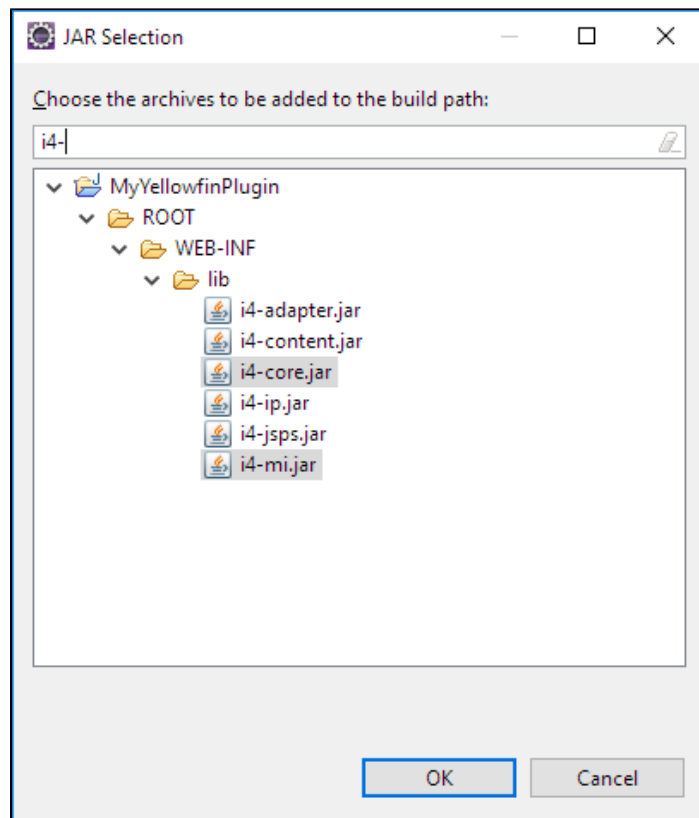 JAR Selection
Choose the archives to be added to the build path:
i4-
MyYellowfinPlugin
ROOT
WEB-INF
lib
i4-adapter.jar
i4-content.jar
i4-core.jar
i4-ip.jar
i4-jsps.jar
i4-mi.jar
OK Cancel